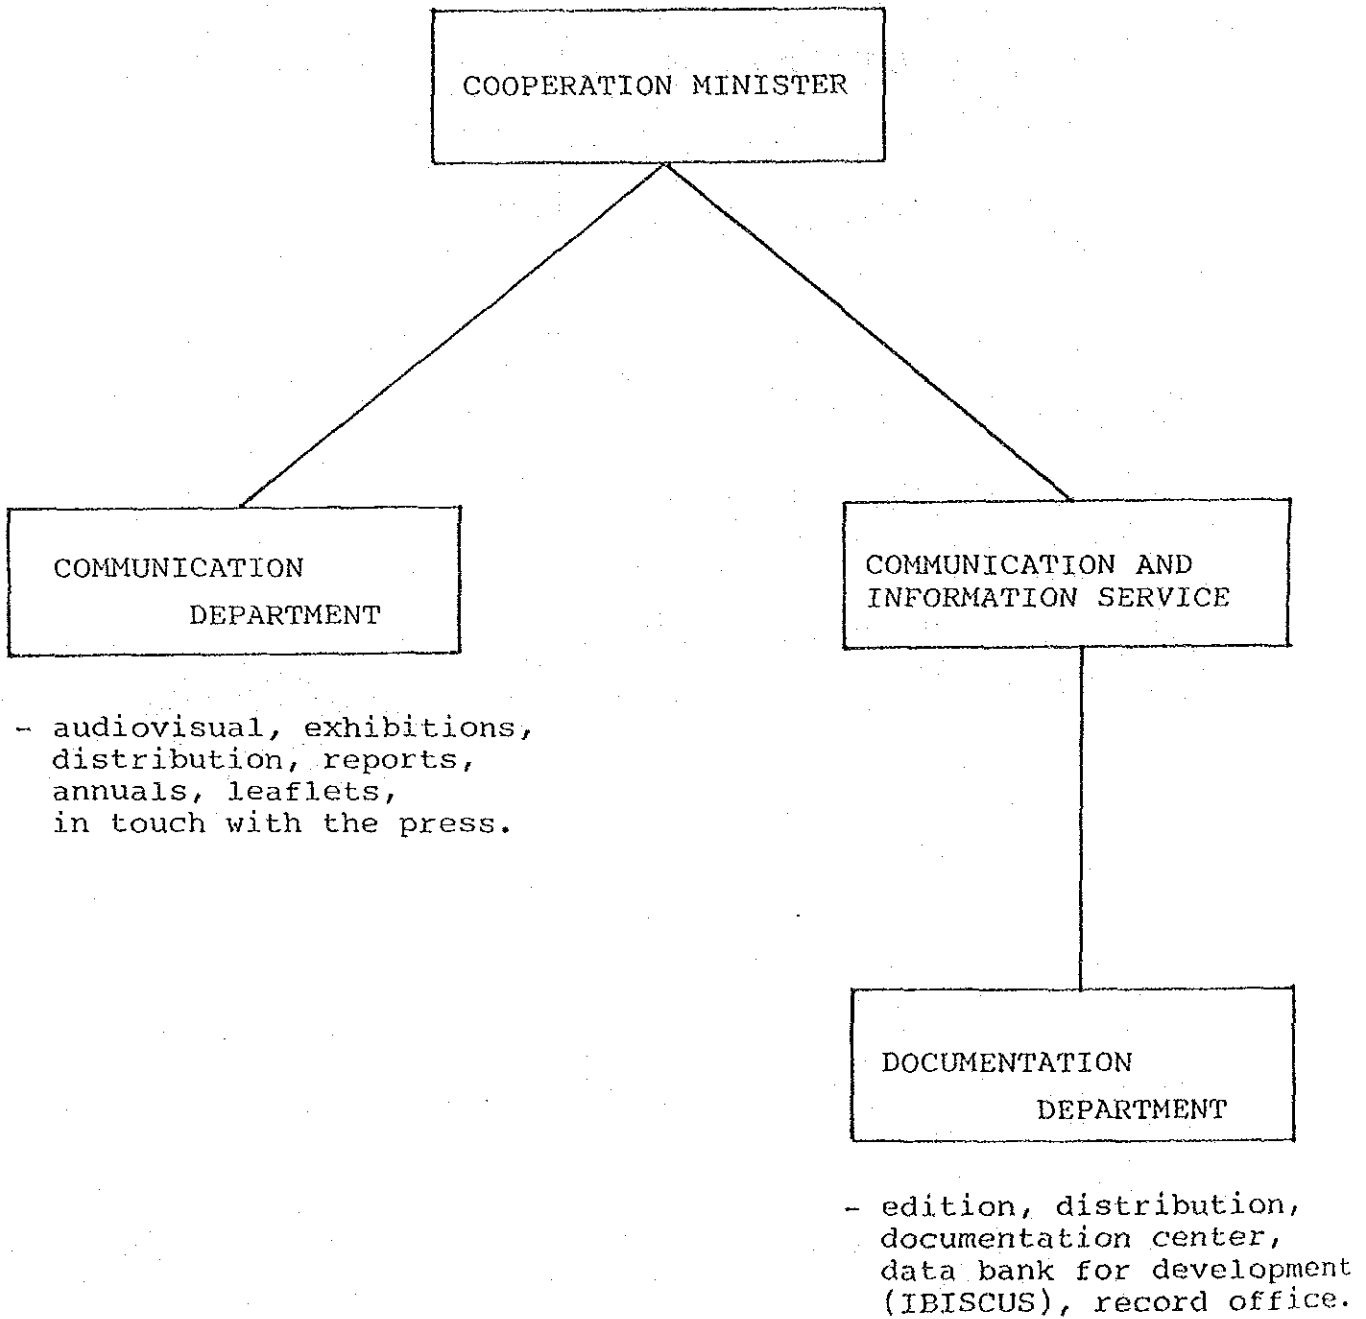 COOPERATION MINISTER
COMMUNICATION
DEPARTMENT
COMMUNICATION AND
INFORMATION SERVICE
- audiovisual, exhibitions,
distribution, reports,
annuals, leaflets,
in touch with the press.
DOCUMENTATION
DEPARTMENT
- edition, distribution,
documentation center,
data bank for development
(IBISCUS), record office.